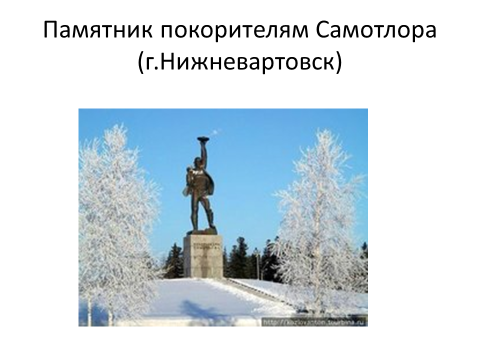 Памятник покорителям Самотлора
(г.Нижневартовск)